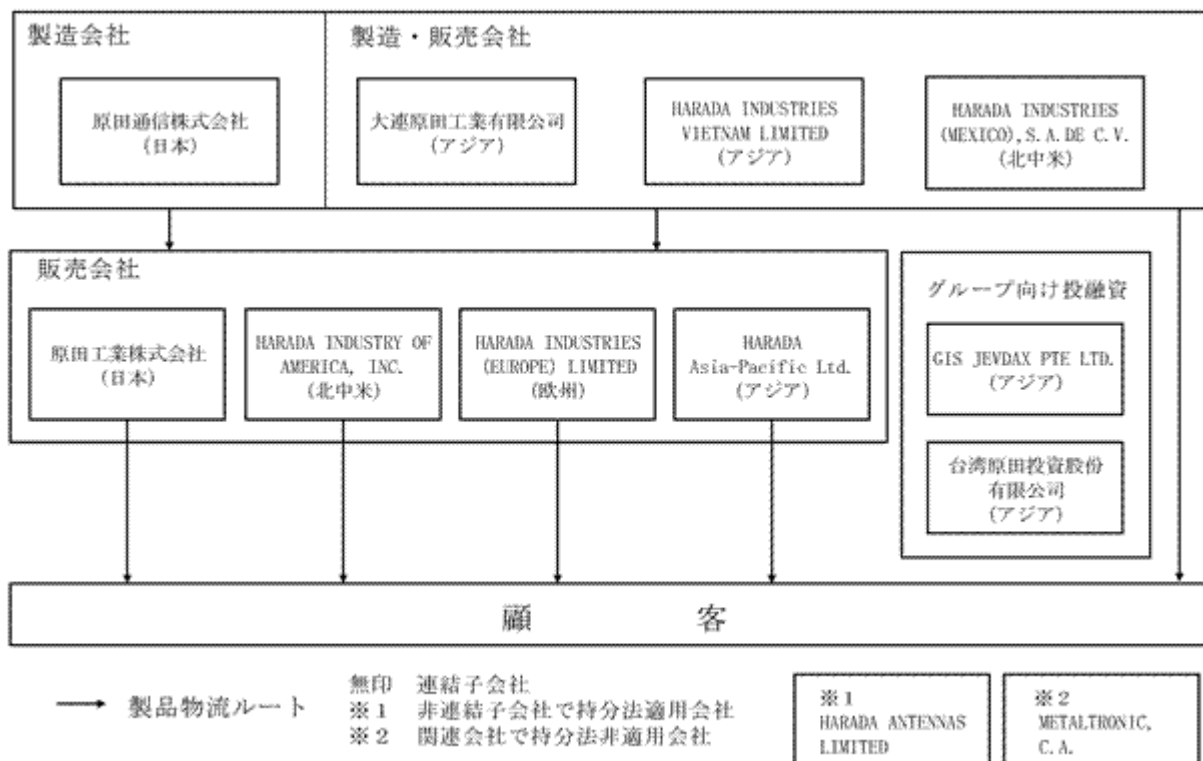 製造会社
製造・販売会社
原田通信株式会社
(日本)
大連原田工業有限公司
(アジア)
HARADA INDUSTRIES
VIETNAM LIMITED
(アジア)
HARADA INDUSTRIES
(MEXICO), S.A.DE C.V.
(北中米)
販売会社
原田工業株式会社
(日本)
HARADA INDUSTRY OF
AMERICA, INC.
(北中米)
HARADA INDUSTRIES
(EUROPE) LIMITED
(欧州)
HARADA
Asia-Pacific Ltd.
(アジア)
グループ向け投融資
GIS JEVDAX PTE LTD.
(アジア)
台湾原田投資股份
有限公司
(アジア)
顧 客
製品物流ルート
無印 連結子会社
※1 非連結子会社で持分法適用会社
※2 関連会社で持分法非適用会社
※1
HARADA ANTENNAS
LIMITED
※2
METALTRONIC,
C.A.